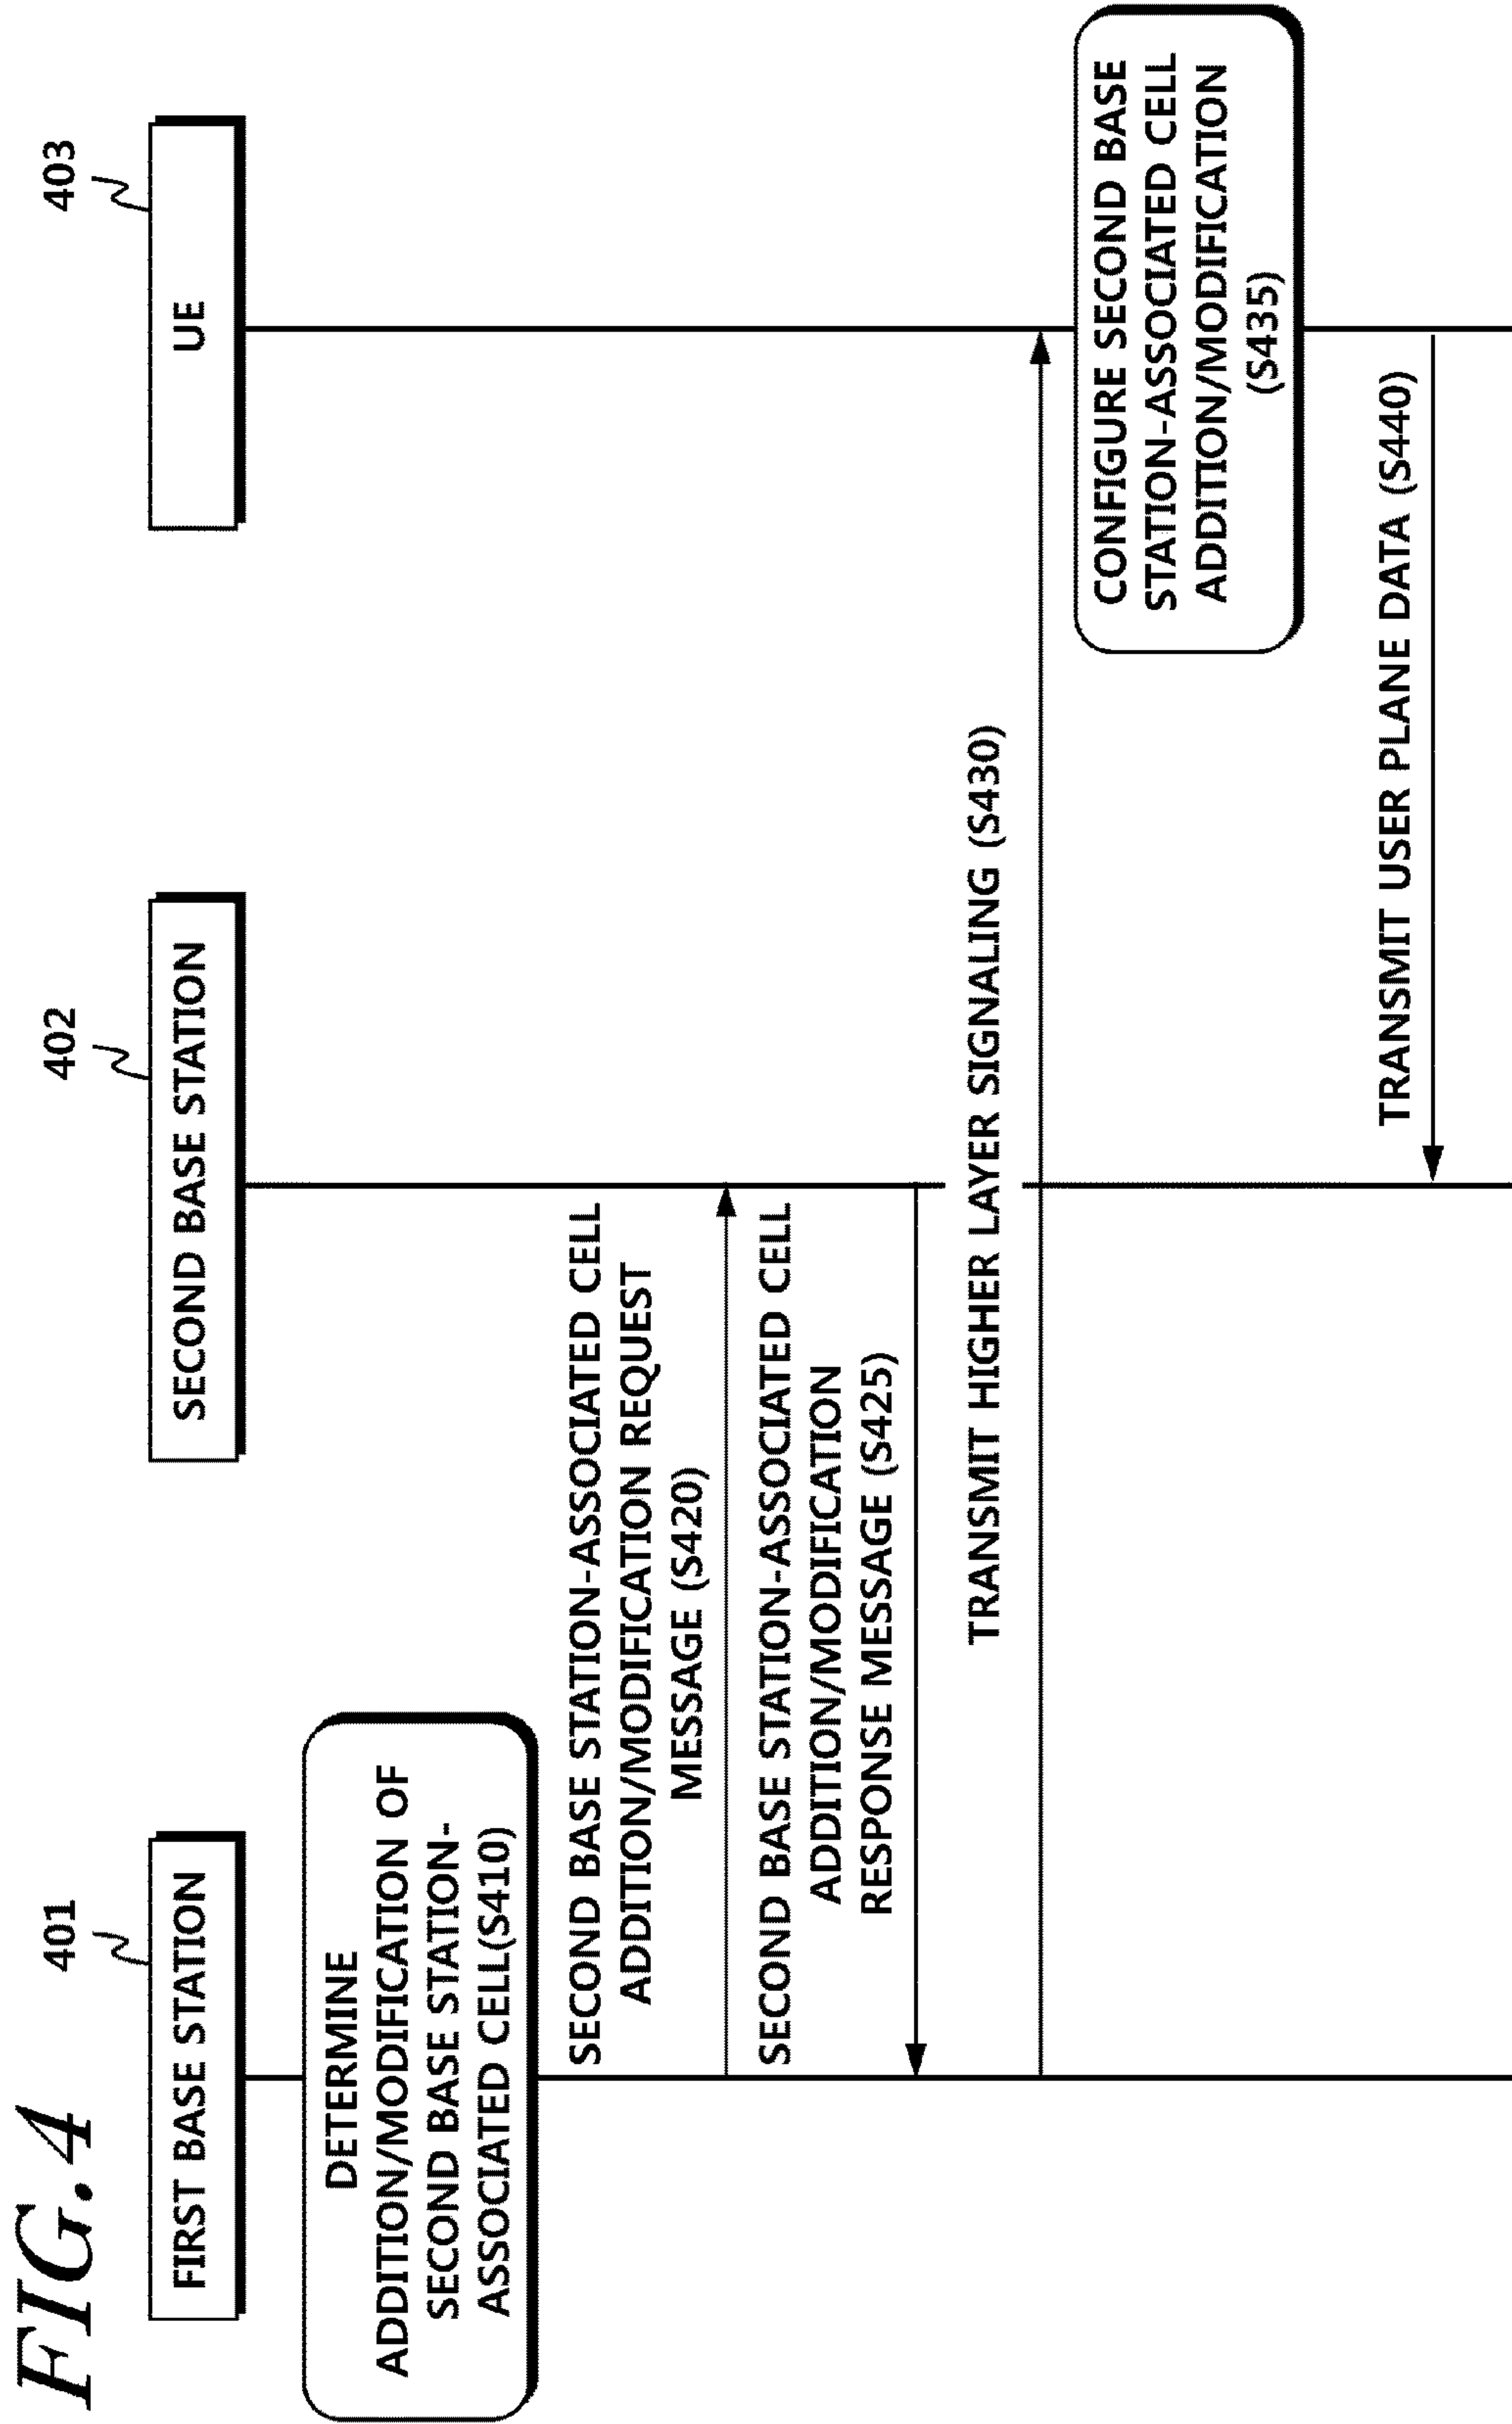 FIG.4
401
402
403
FIRST BASE STATION
SECOND BASE STATION
UE
DETERMINE
ADDITION/MODIFICATION OF
SECOND BASE STATION-
ASSOCIATED CELL(S410)
SECOND BASE STATION-ASSOCIATED CELL
ADDITION/MODIFICATION REQUEST
MESSAGE (S420)
SECOND BASE STATION-ASSOCIATED CELL
ADDITION/MODIFICATION
RESPONSE MESSAGE (S425)
TRANSMIT HIGHER LAYER SIGNALING (S430)
CONFIGURE SECOND BASE
STATION-ASSOCIATED CELL
ADDITION/MODIFICATION
(S435)
TRANSMIT USER PLANE DATA (S440)